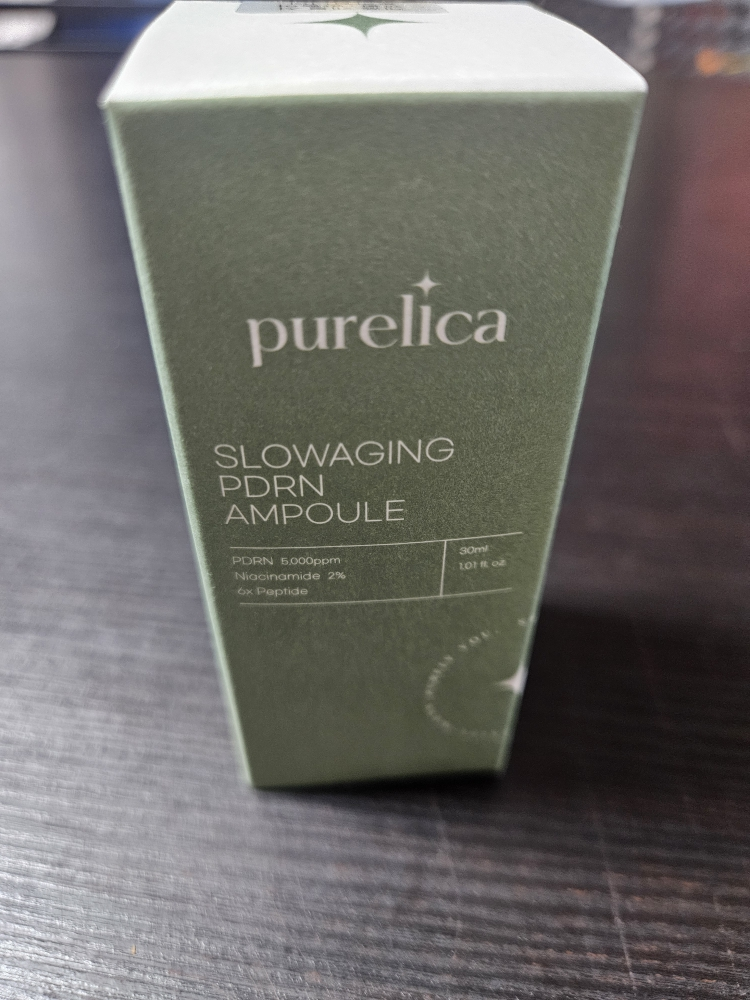 purelica
SLOWAGING
PDRN
AMPOULE
PDRN 5,000ppm
Niacinamide 2%
6x Peptide
30ml
1.01 fl. oz.